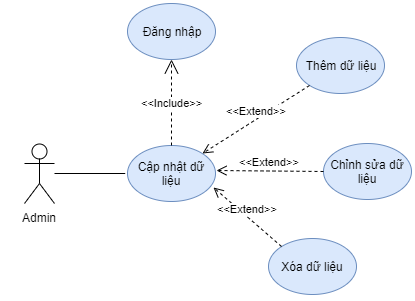 Đăng nhập
Thêm dữ liệu
<<Include>>
<<Extend>>
Cập nhật dữ
liệu
<<Extend>>
Chỉnh sửa dữ
liệu
Admin
<<Extend>>
Xóa dữ liệu